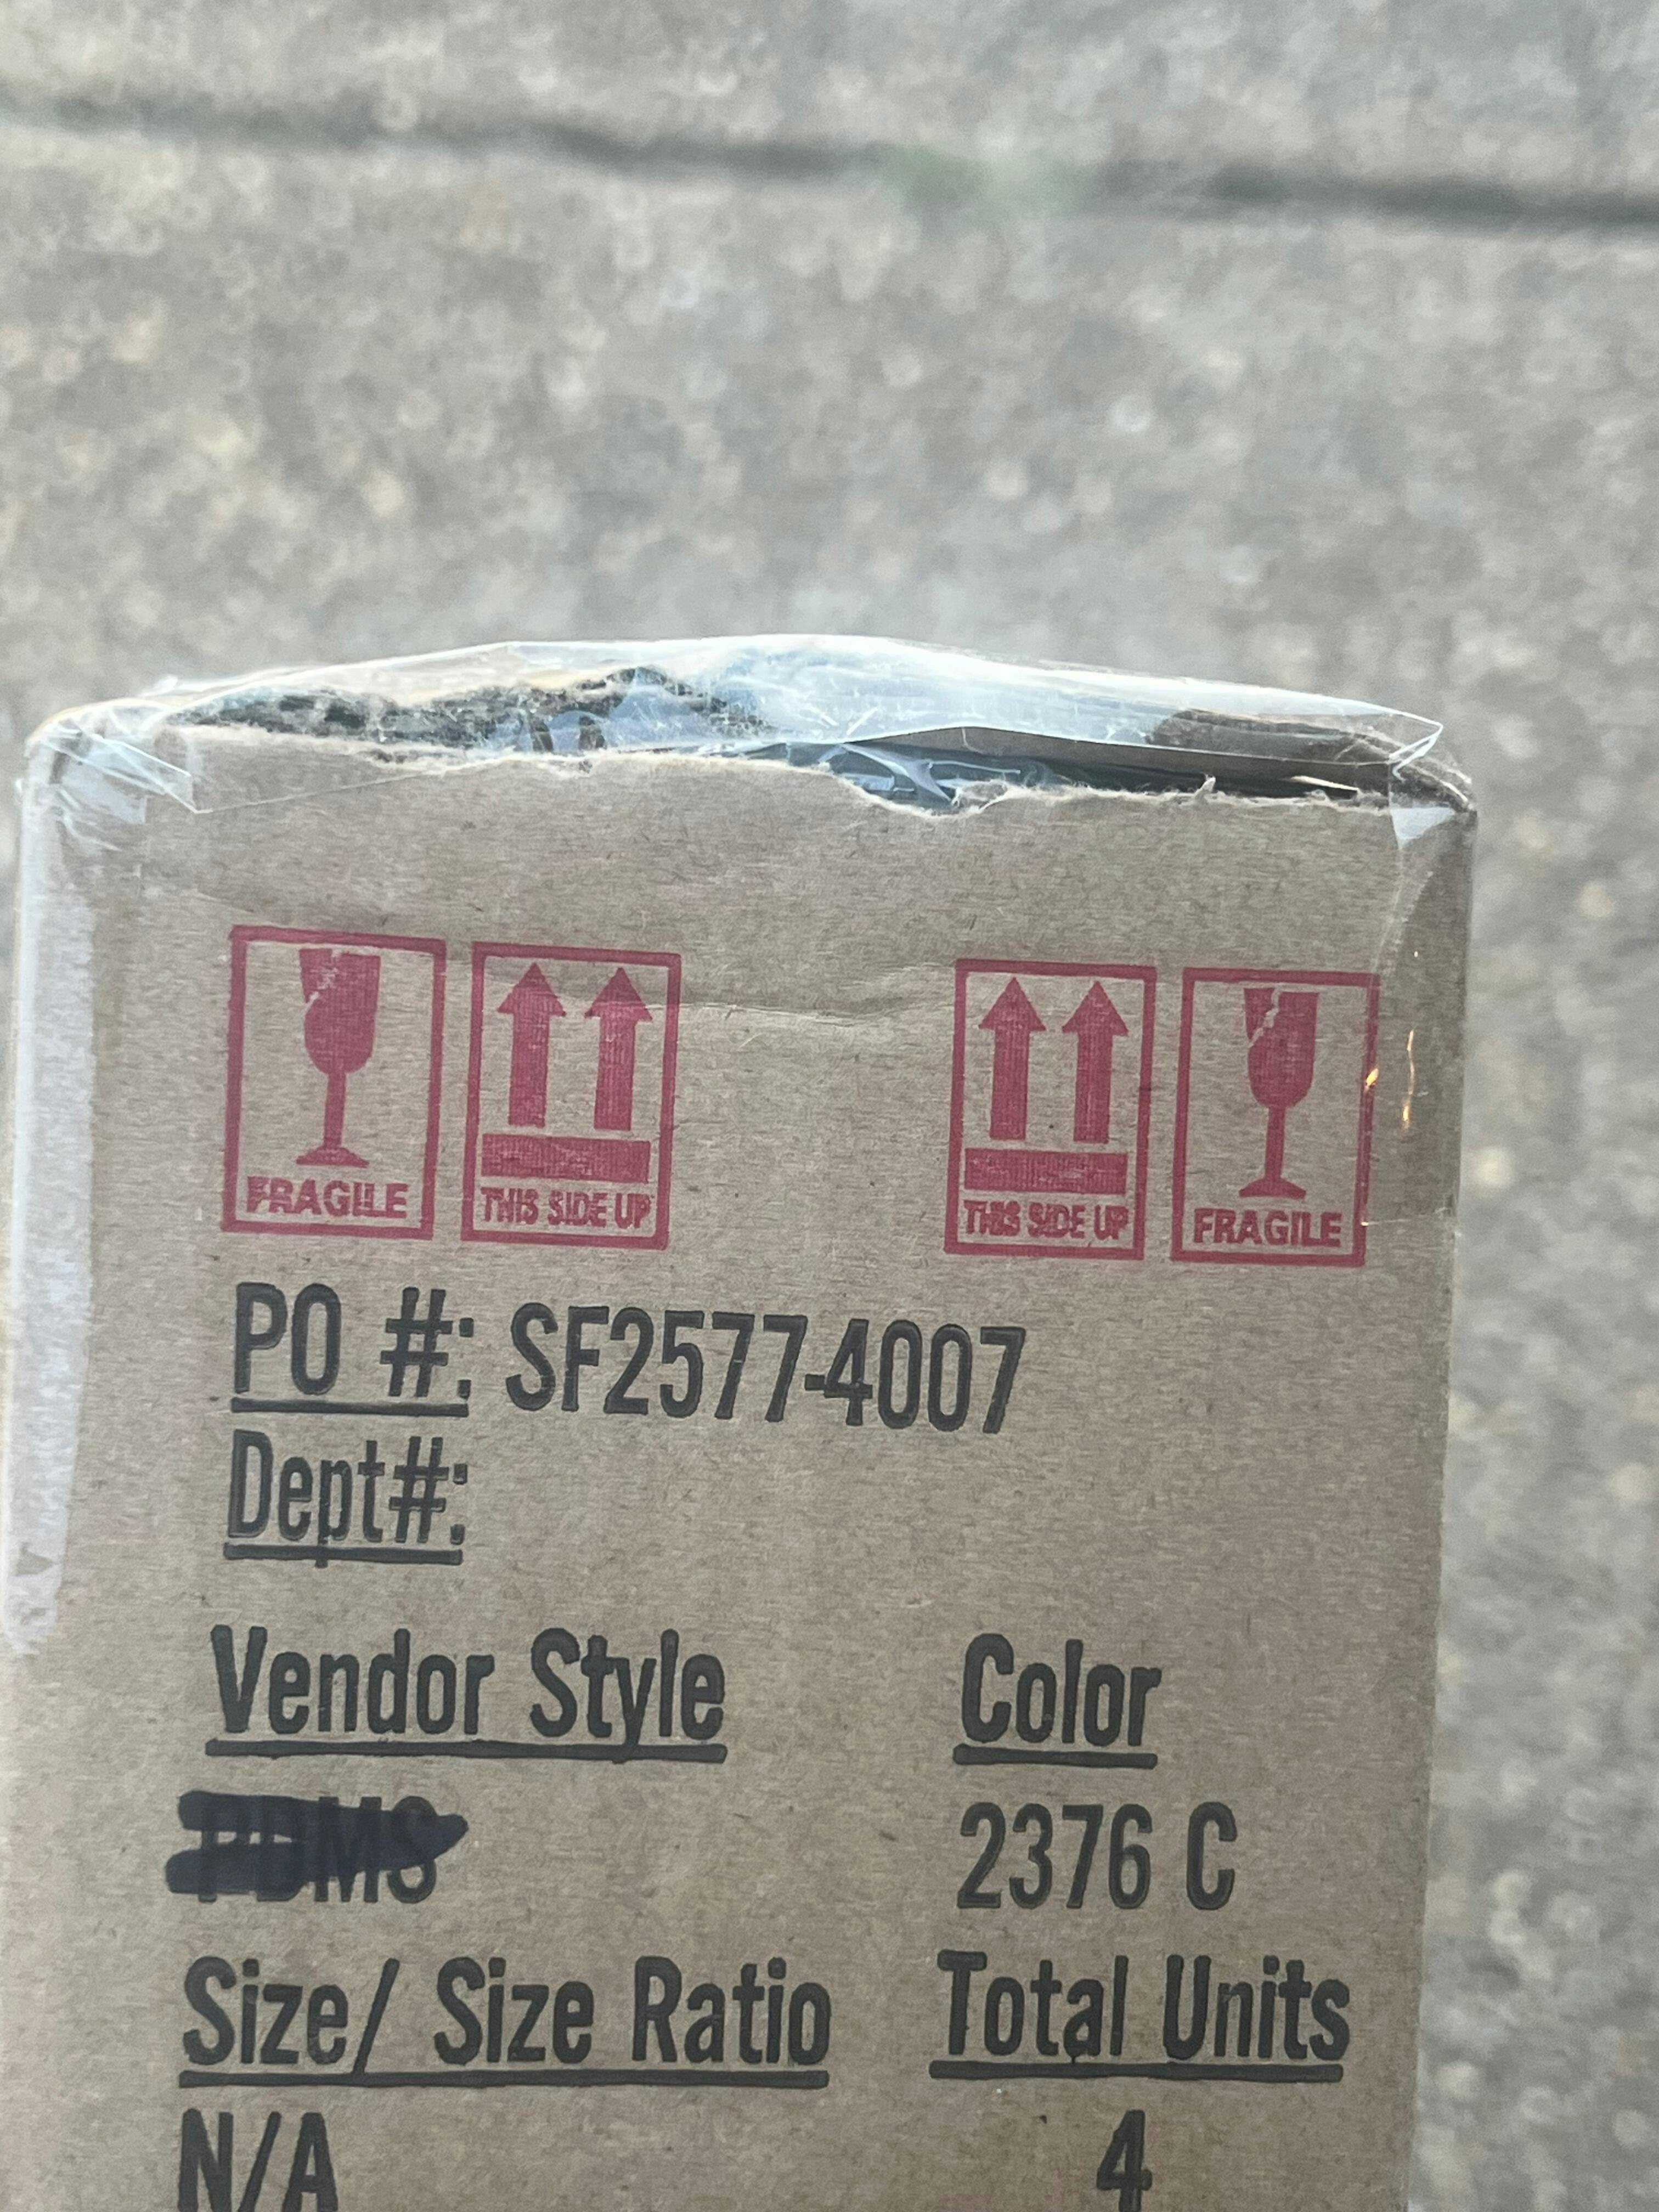 FRAGILE THIS SIDE UP THIS SIDE UP FRAGILE
PO #: SF2577-4007
Dept#:
Vendor Style Color
PDMS 2376 C
Size/ Size Ratio Total Units
N/A 4